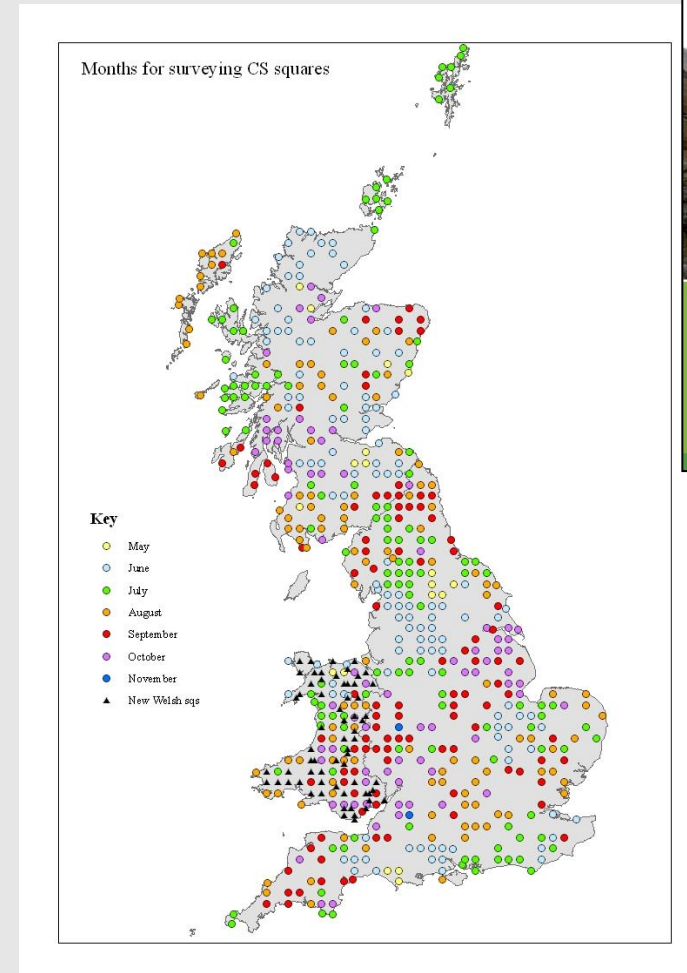 Months for surveying CS squares
Key
May
June
July
August
September
October
November
New Welsh sqs